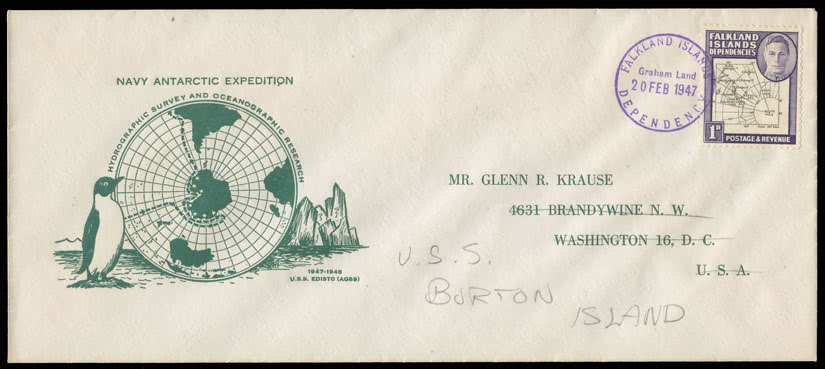 NAVY ANTARCTIC EXPEDITION
HYDROGRAPHIC SURVEY AND OCEANOGRAPHIC RESEARCH
1947-1948
U.S.S. EDISTO (AG89)
FALKLAND ISLANDS
Graham Land
20 FEB 1947
DEPENDENCY
FALKLAND
ISLANDS
DEPENDENCIES
1D
POSTAGE & REVENUE
MR. GLENN R. KRAUSE
4631 BRANDYWINE N. W.
WASHINGTON 16, D. C.
U. S. A.
U.S.S.
BURTON
ISLAND